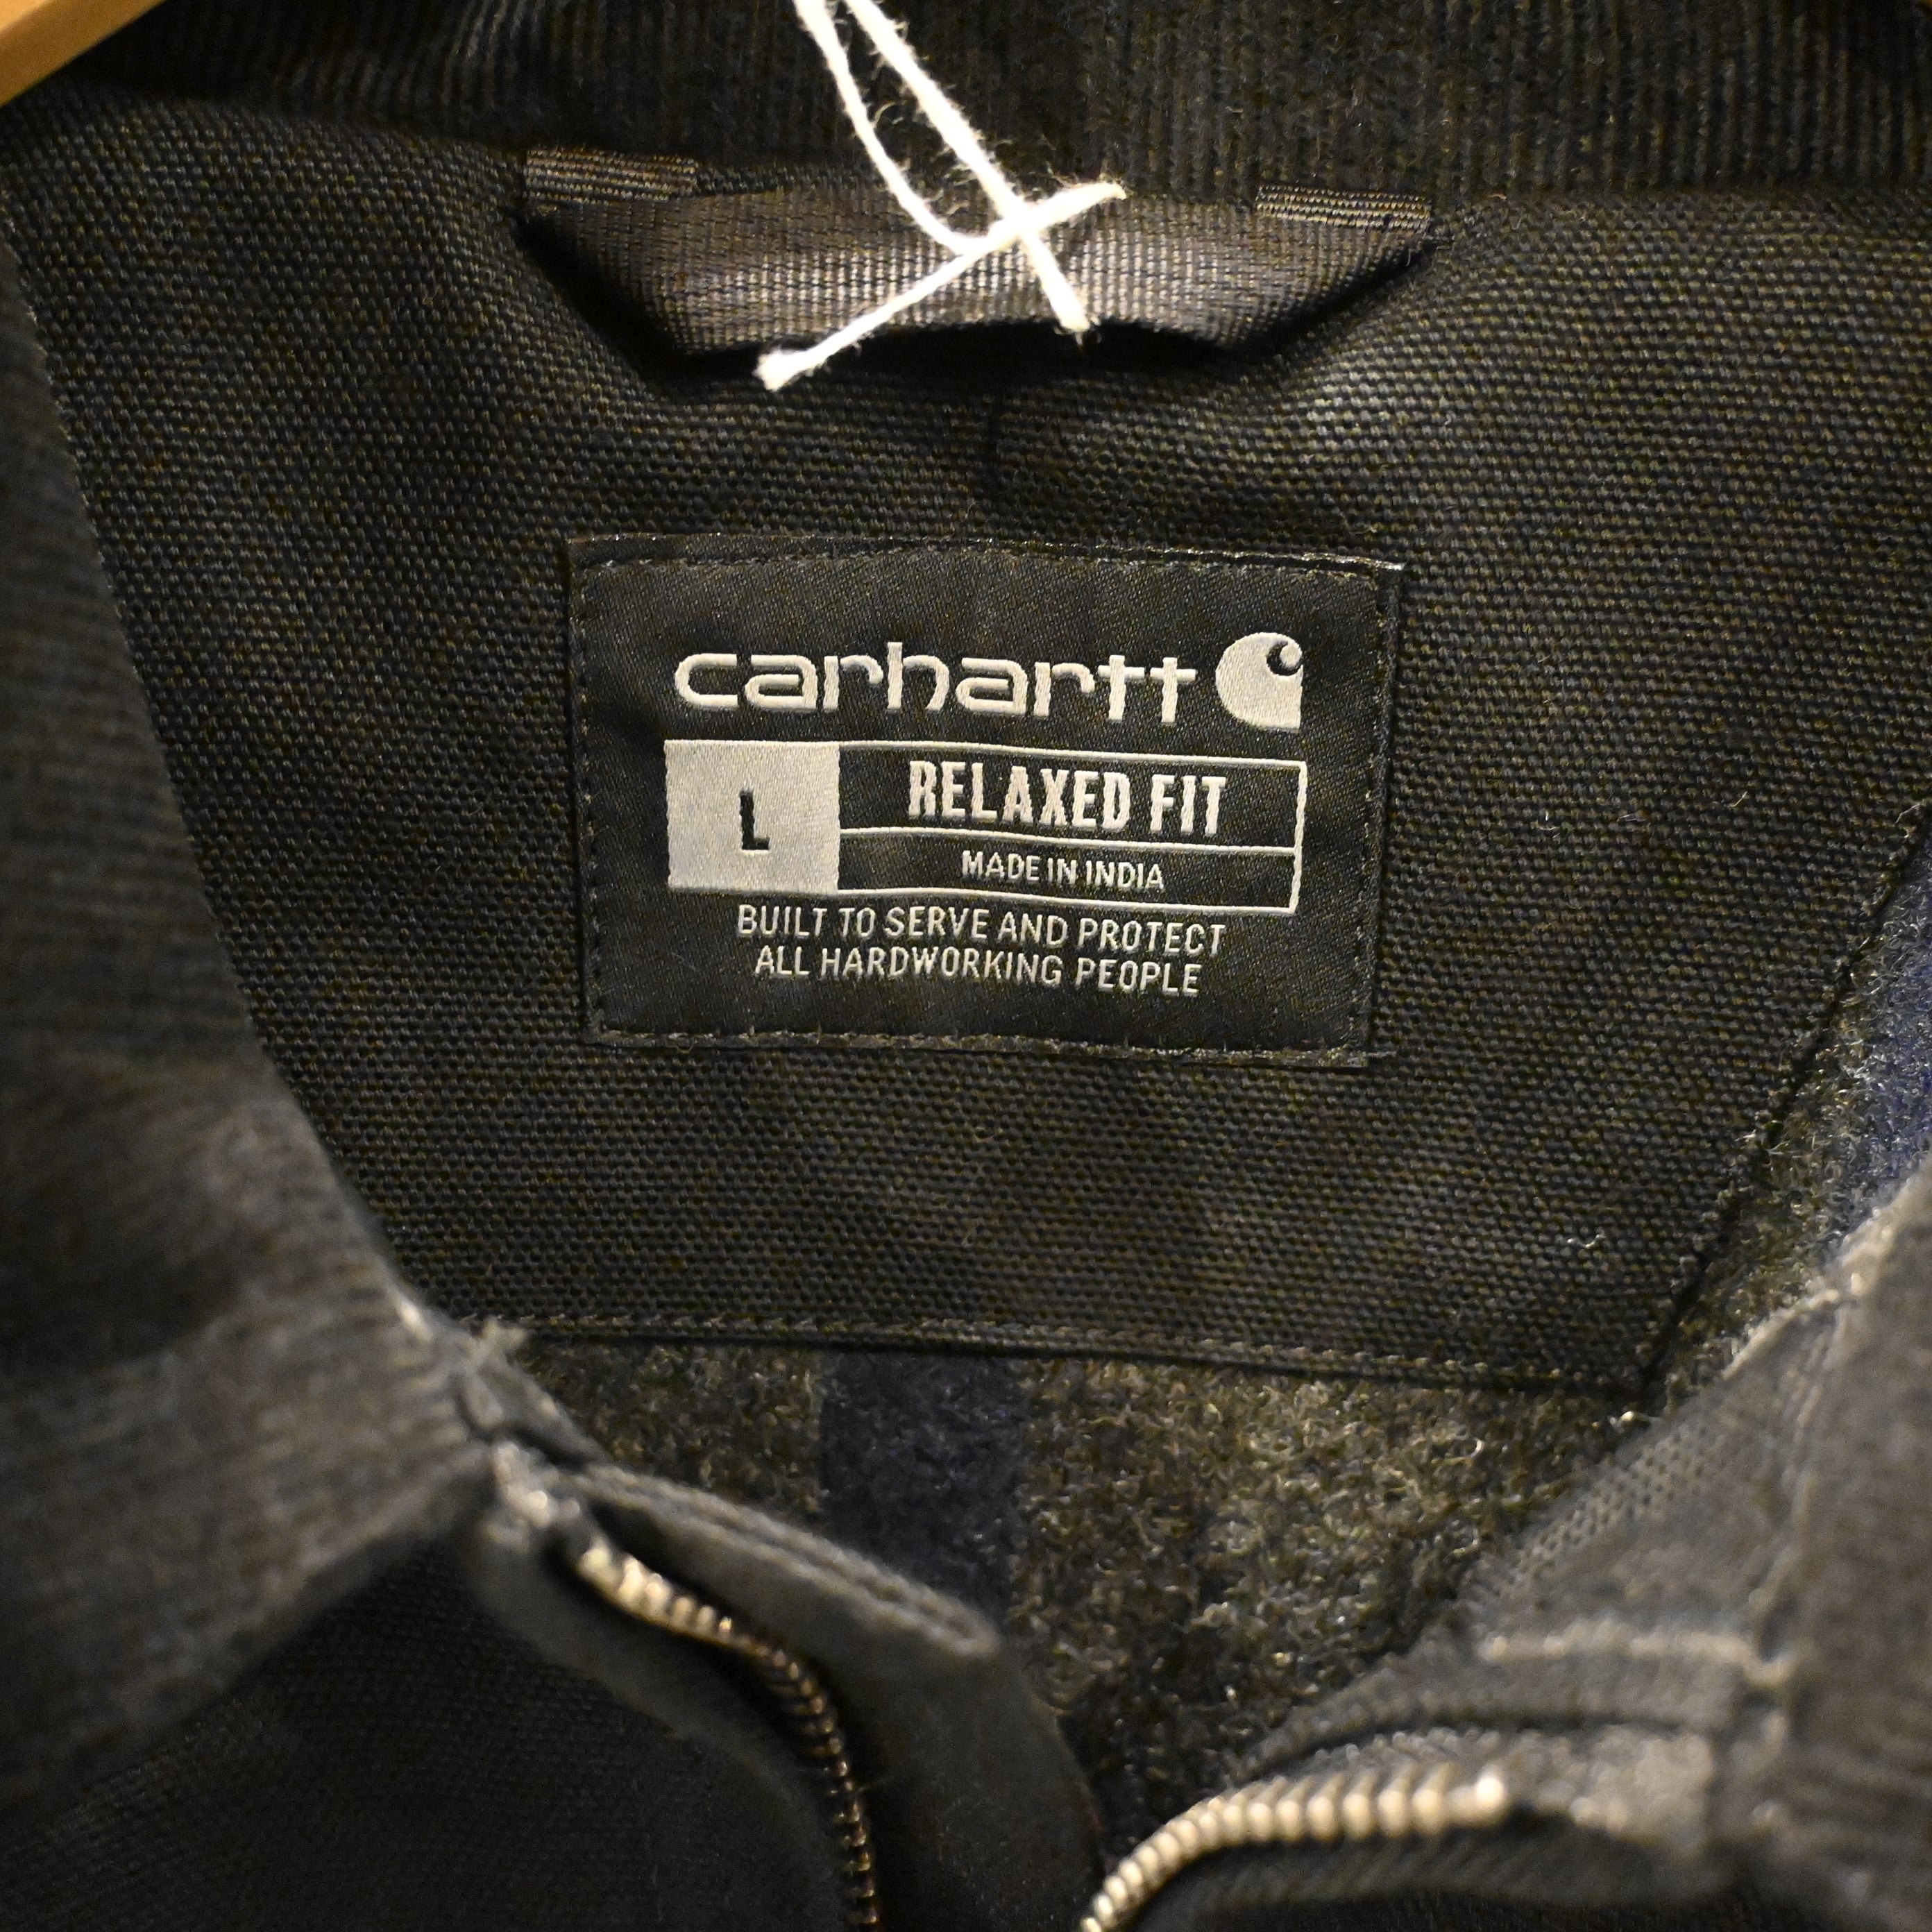 carhartt
L
RELAXED FIT
MADE IN INDIA
BUILT TO SERVE AND PROTECT
ALL HARDWORKING PEOPLE